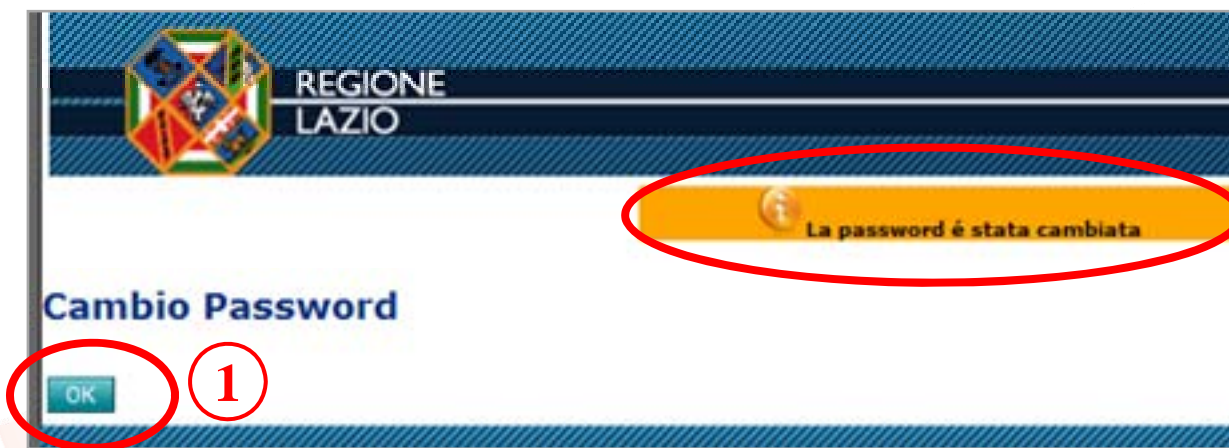 REGIONE
LAZIO
La password é stata cambiata
Cambio Password
OK
1